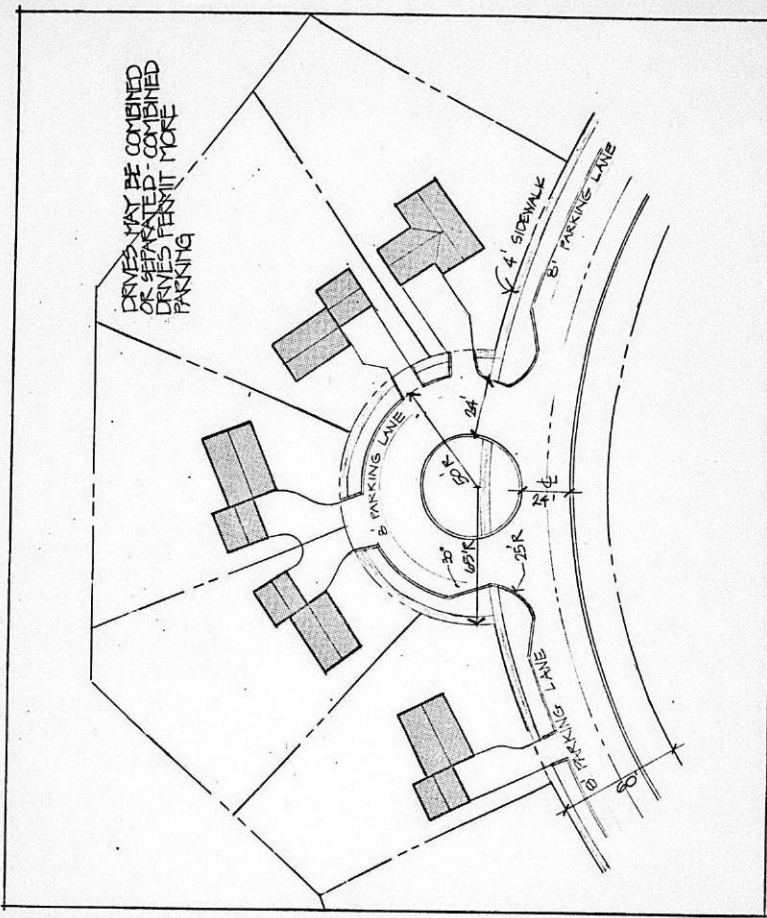 DRIVES MAY BE COMBINED
OR SEPARATED - COMBINED
DRIVES PERMIT MORE
PARKING
4' SIDEWALK
8' PARKING LANE
8' PARKING LANE
24'
50'R
30°
65'R
25'R
24'
℄
8' PARKING LANE
60'